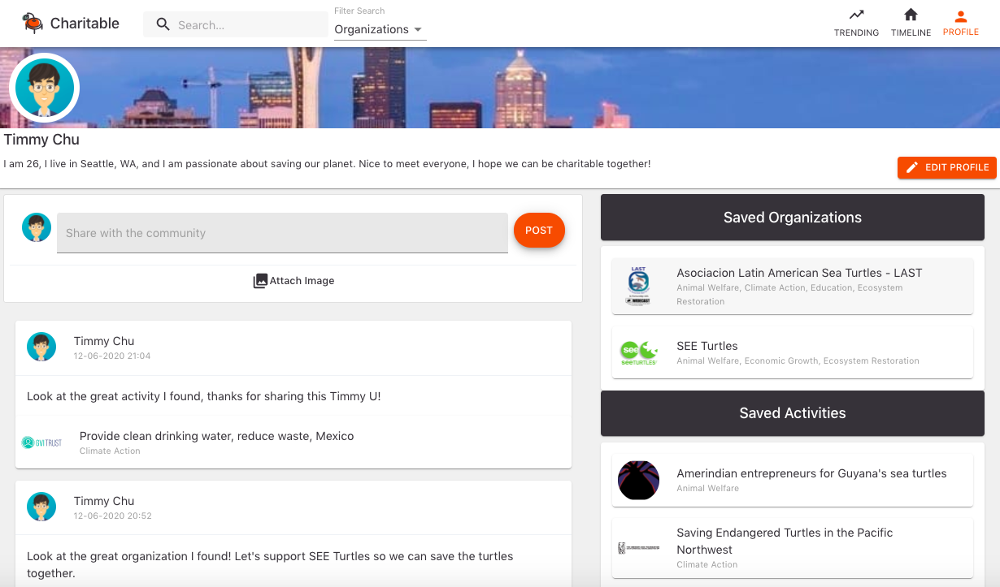 Charitable
Search...
Filter Search
Organizations
TRENDING
TIMELINE
PROFILE
Timmy Chu
I am 26, I live in Seattle, WA, and I am passionate about saving our planet. Nice to meet everyone, I hope we can be charitable together!
EDIT PROFILE
Share with the community
POST
Attach Image
Timmy Chu
12-06-2020 21:04
Look at the great activity I found, thanks for sharing this Timmy U!
GVI TRUST
Provide clean drinking water, reduce waste, Mexico
Climate Action
Timmy Chu
12-06-2020 20:52
Look at the great organization I found! Let's support SEE Turtles so we can save the turtles
together.
Saved Organizations
LAST
Asociacion Latin American Sea Turtles - LAST
Animal Welfare, Climate Action, Education, Ecosystem
Restoration
see
seeTURTLES
SEE Turtles
Animal Welfare, Economic Growth, Ecosystem Restoration
Saved Activities
Amerindian entrepreneurs for Guyana's sea turtles
Animal Welfare
Saving Endangered Turtles in the Pacific
Northwest
Climate Action